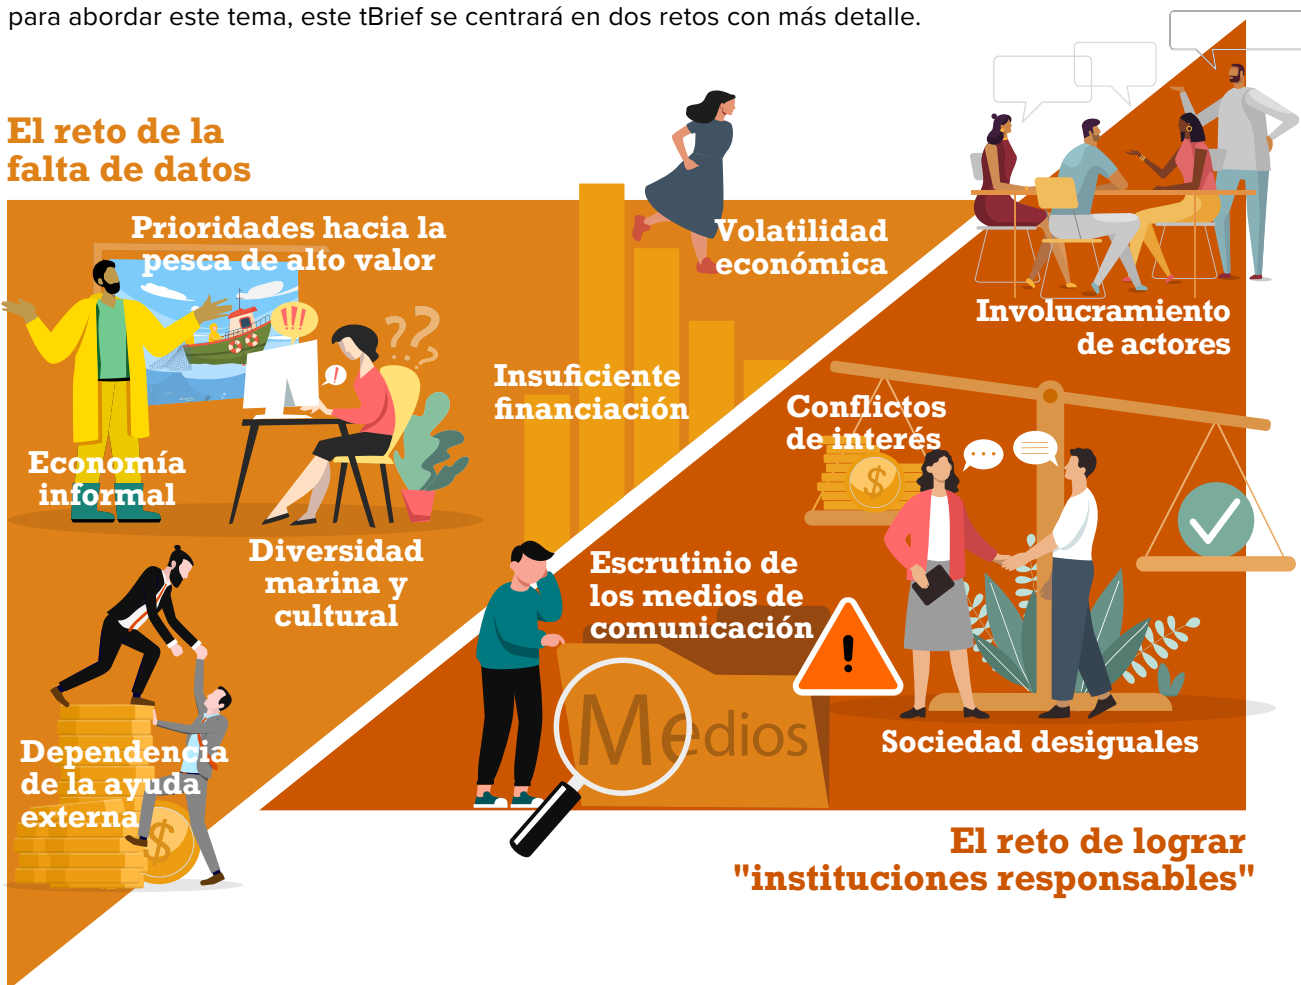 para abordar este tema, este tBrief se centrará en dos retos con más detalle.
El reto de la
falta de datos
Prioridades hacia la
pesca de alto valor
Volatilidad
económica
Involucramiento
de actores
Insuficiente
financiación
Conflictos
de interés
Economía
informal
Diversidad
marina y
cultural
Escrutinio de
los medios de
comunicación
Medios
Sociedad desiguales
Dependencia
de la ayuda
externa
El reto de lograr
"instituciones responsables"